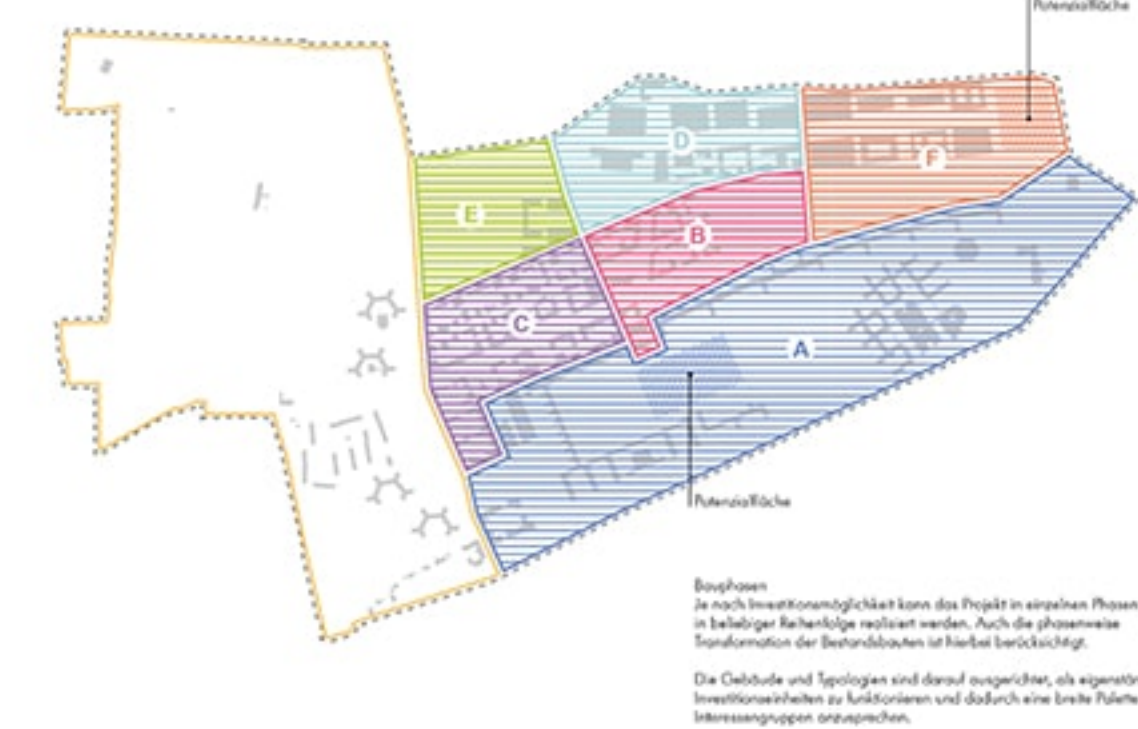 Potenzialfläche
D
F
E
B
C
A
Potenzialfläche
Bauphasen
Je nach Investitionsmöglichkeit kann das Projekt in einzelnen Phasen
in beliebiger Reihenfolge realisiert werden. Auch die phasenweise
Transformation der Bestandsbauten ist hierbei berücksichtigt.
Die Gebäude und Typologien sind darauf ausgerichtet, als eigenstän
Investitionseinheiten zu funktionieren und dadurch eine breite Palette
Interessengruppen anzusprechen.